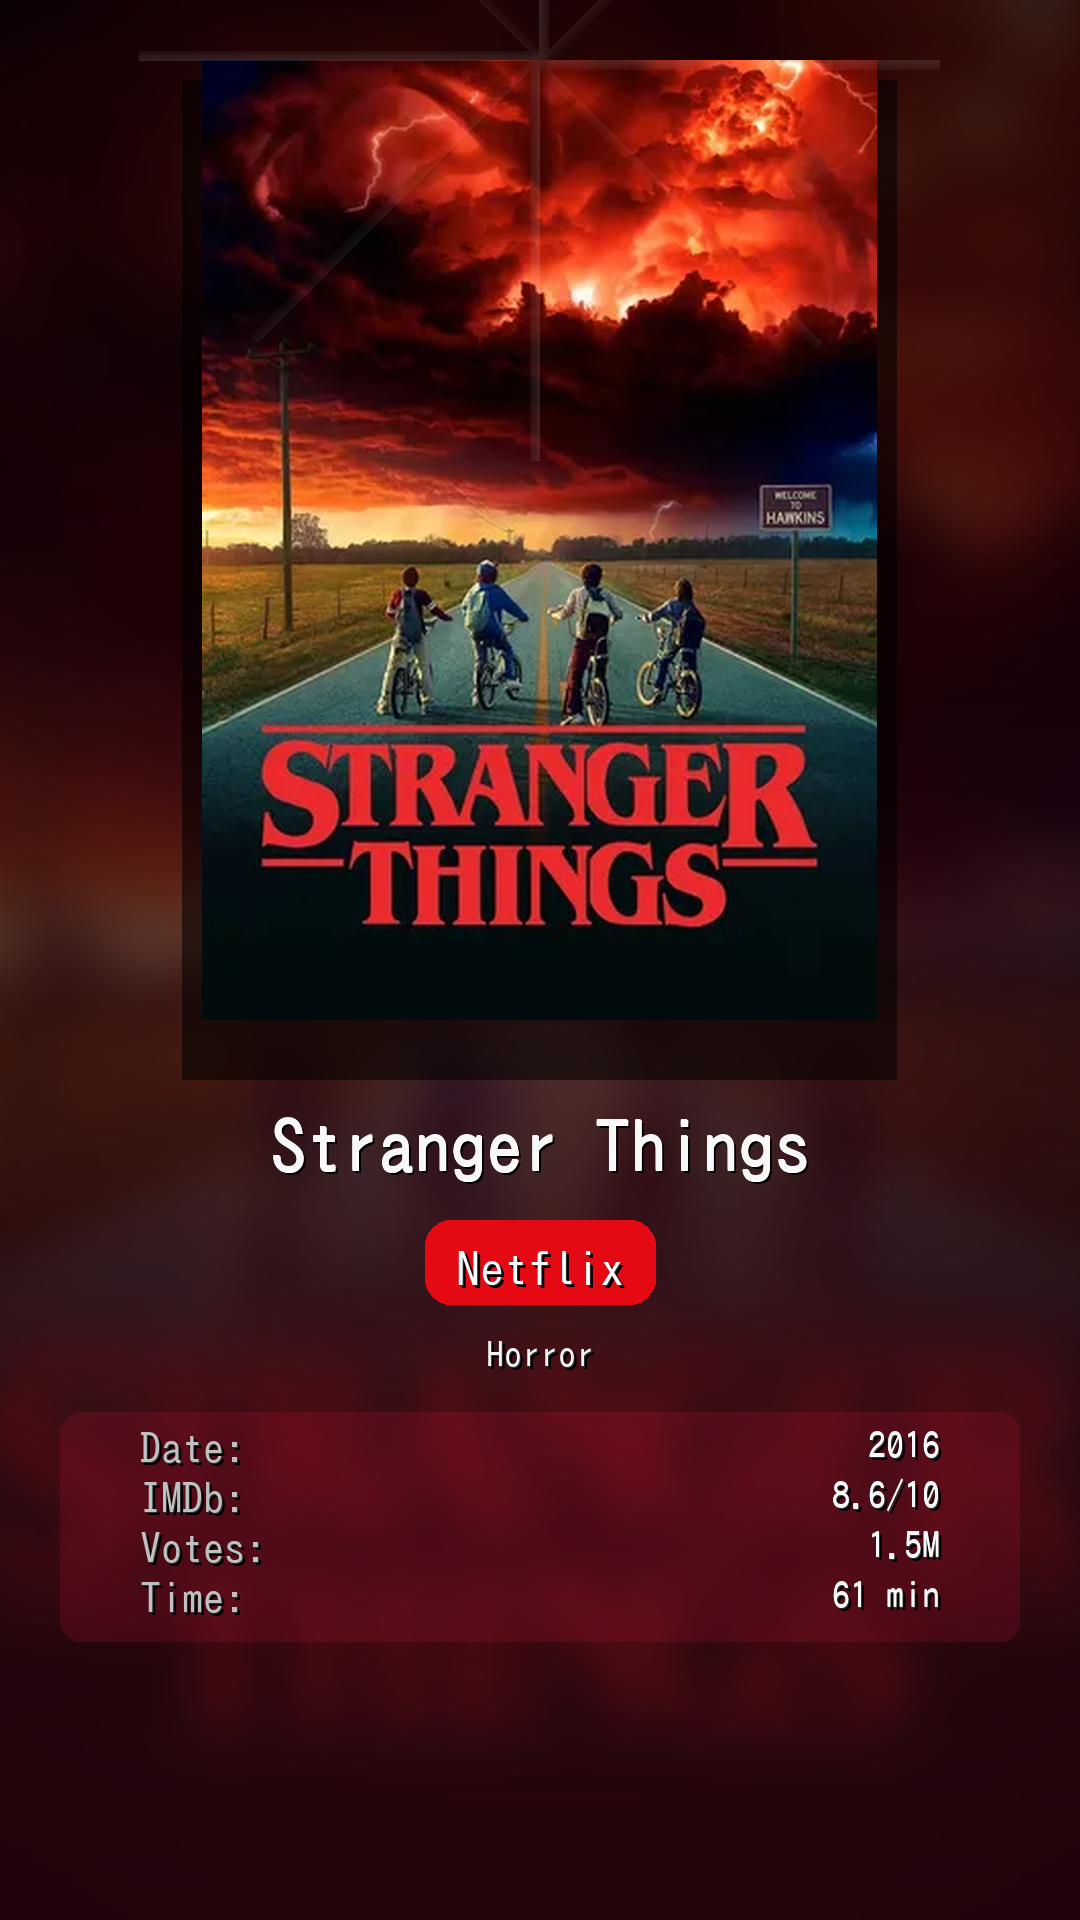 WELCOME
TO
HAWKINS
STRANGER
THINGS
Stranger Things
Netflix
Horror
Date: 2016
IMDb: 8.6/10
Votes: 1.5M
Time: 61 min